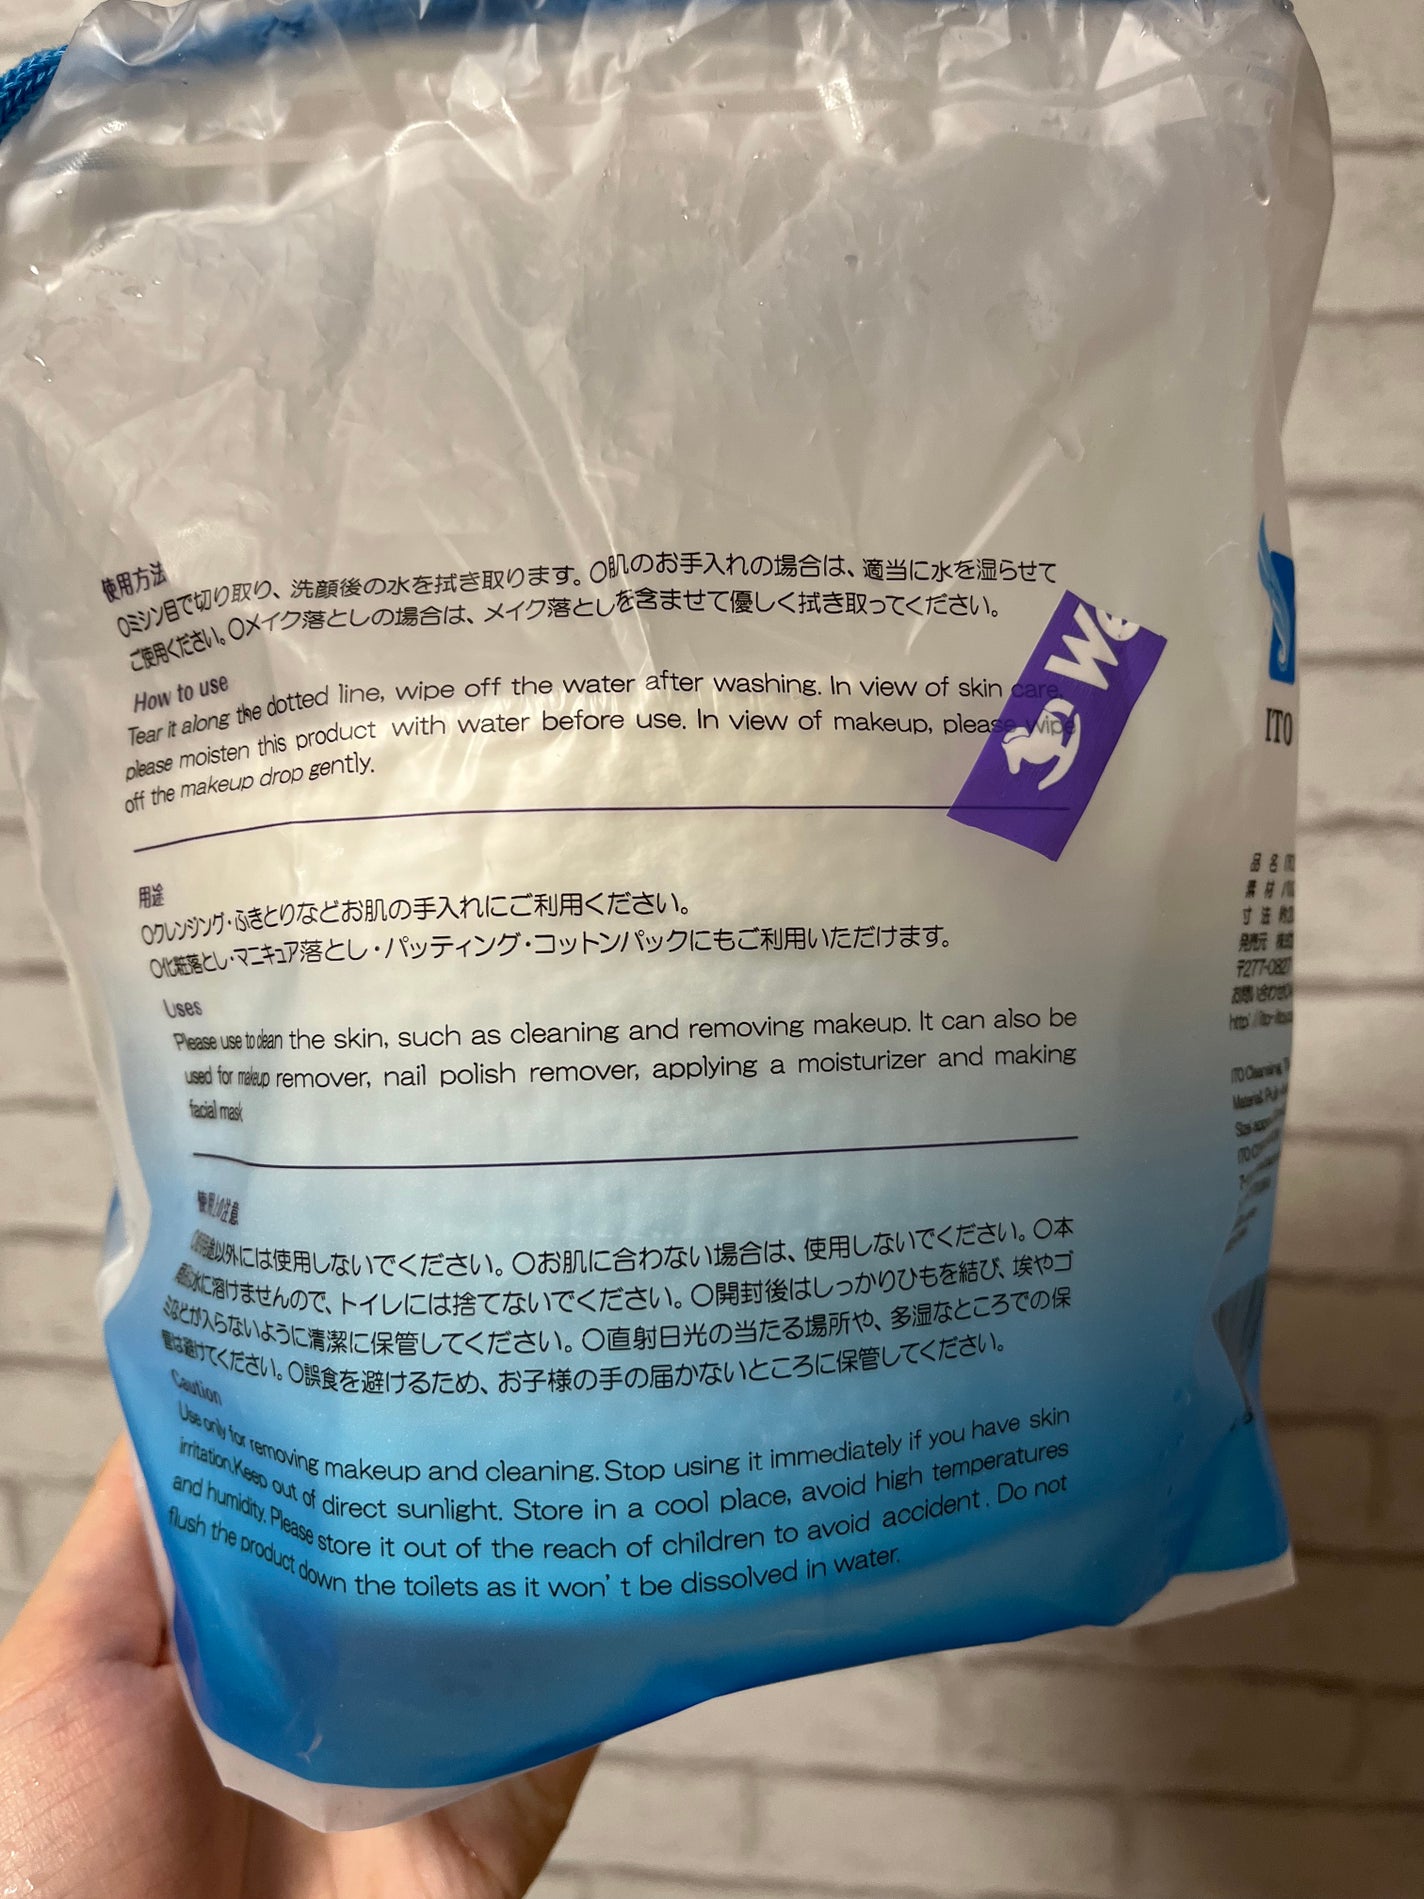 使用方法
○ミシン目で切り取り、洗顔後の水を拭き取ります。○肌のお手入れの場合は、適当に水を湿らせて
ご使用ください。○メイク落としの場合は、メイク落としを含ませて優しく拭き取ってください。
How to use
Tear it along the dotted line, wipe off the water after washing. In view of skin care,
please moisten this product with water before use. In view of makeup, please wipe
off the makeup drop gently.
用途
○クレンジング・ふきとりなどお肌の手入れにご利用ください。
○化粧落とし・マニキュア落とし・パッティング・コットンパックにもご利用いただけます。
Uses
Please use to clean the skin, such as cleaning and removing makeup. It can also be
used for makeup remover, nail polish remover, applying a moisturizer and making
facial mask
使用上の注意
以外には使用しないでください。○お肌に合わない場合は、使用しないでください。○本
水に溶けませんので、トイレには捨てないでください。○開封後はしっかりひもを結び、埃やゴ
ミなどが入らないように清潔に保管してください。○直射日光の当たる場所や、多湿なところでの保
管は避けてください。○誤食を避けるため、お子様の手の届かないところに保管してください。
Caution
Use only for removing makeup and cleaning. Stop using it immediately if you have skin
irritation.Keep out of direct sunlight. Store in a cool place, avoid high temperatures
and humidity. Please store it out of the reach of children to avoid accident. Do not
flush the product down the toilets as it won't be dissolved in water.
ITO
品 名
素 材
寸 法
発売元
〒277-0827
ITO Cleansing